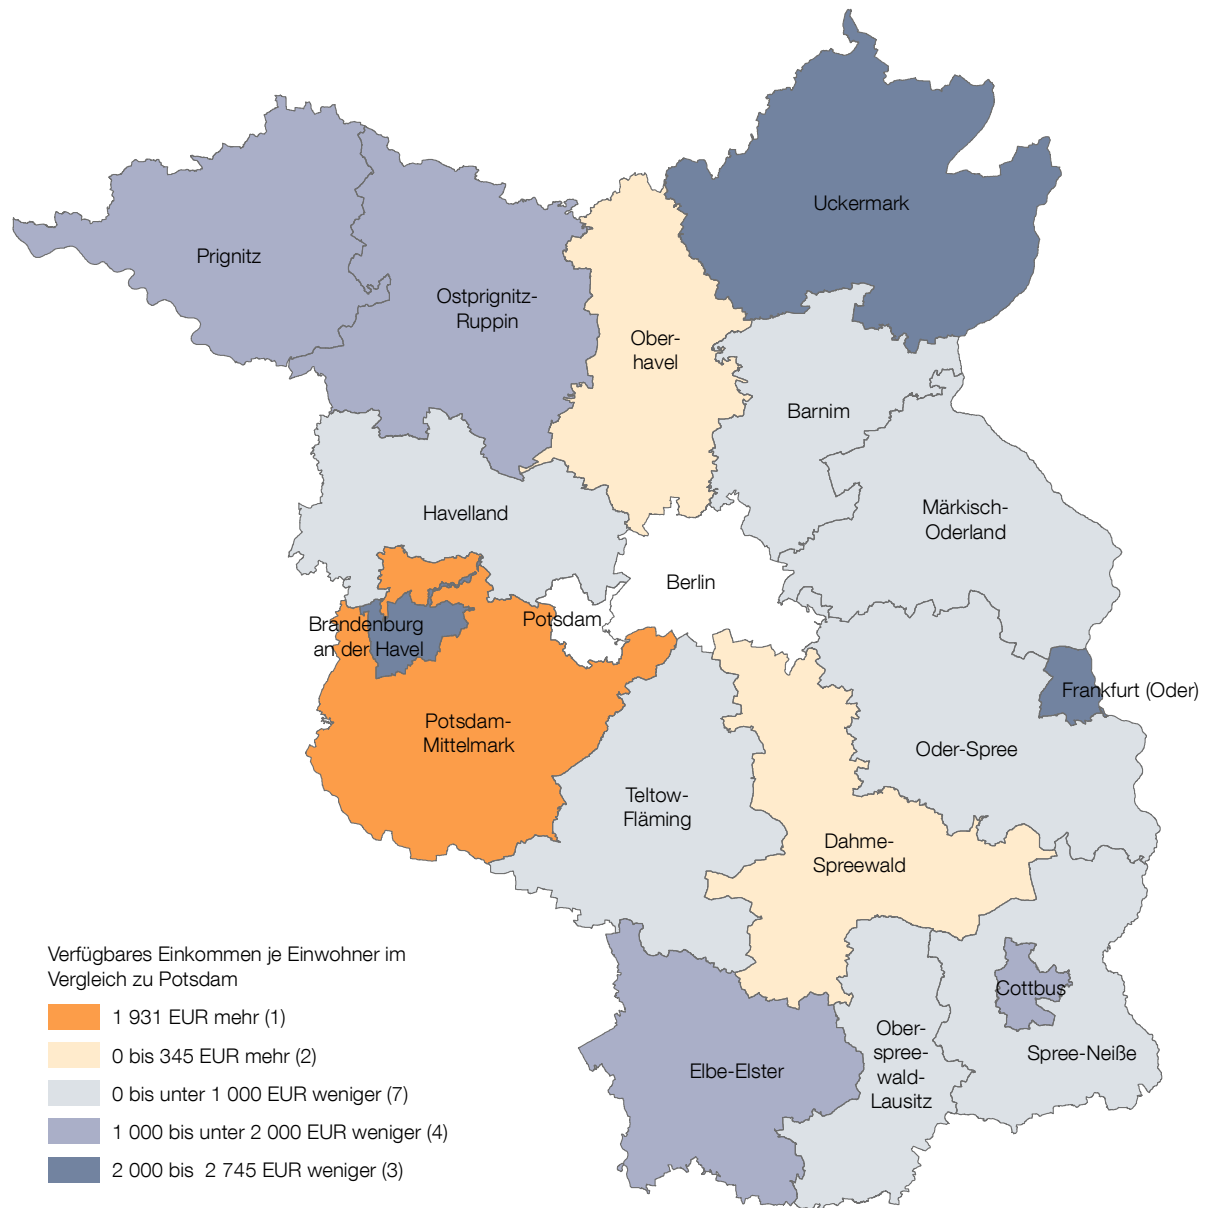 Uckermark
Prignitz
Ostprignitz-
Ruppin
Ober-
havel
Barnim
Havelland
Märkisch-
Oderland
Berlin
Potsdam
Brandenburg
an der Havel
Frankfurt (Oder)
Potsdam-
Mittelmark
Oder-Spree
Teltow-
Fläming
Dahme-
Spreewald
Verfügbares Einkommen je Einwohner im
Vergleich zu Potsdam
1 931 EUR mehr (1)
0 bis 345 EUR mehr (2)
0 bis unter 1 000 EUR weniger (7)
1 000 bis unter 2 000 EUR weniger (4)
2 000 bis 2 745 EUR weniger (3)
Cottbus
Ober-
spree-
wald-
Lausitz
Spree-Neiße
Elbe-Elster